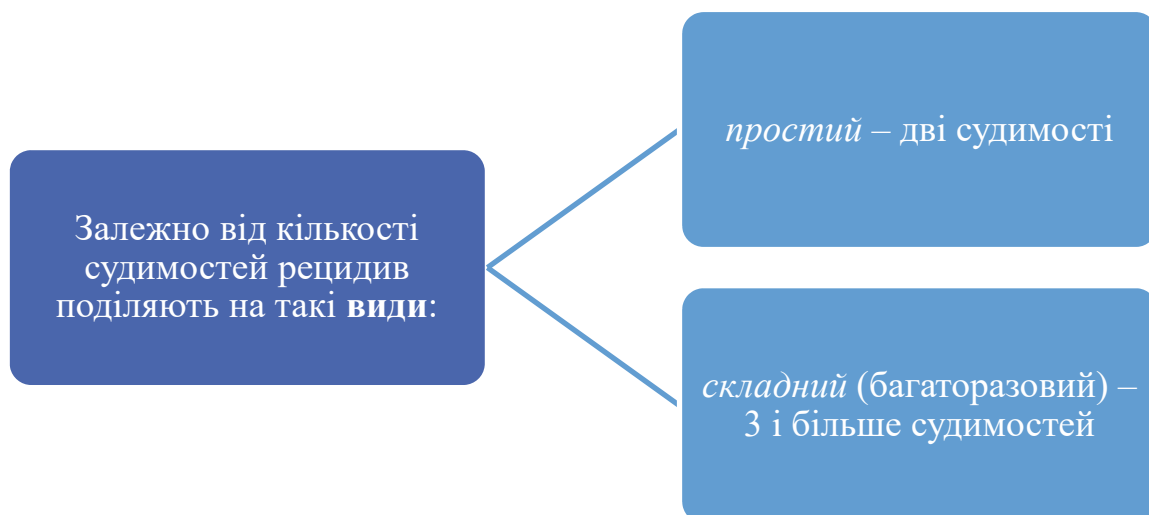 Залежно від кількості
судимостей рецидив
поділяють на такі види:
простий – дві судимості
складний (багаторазовий) –
3 і більше судимостей